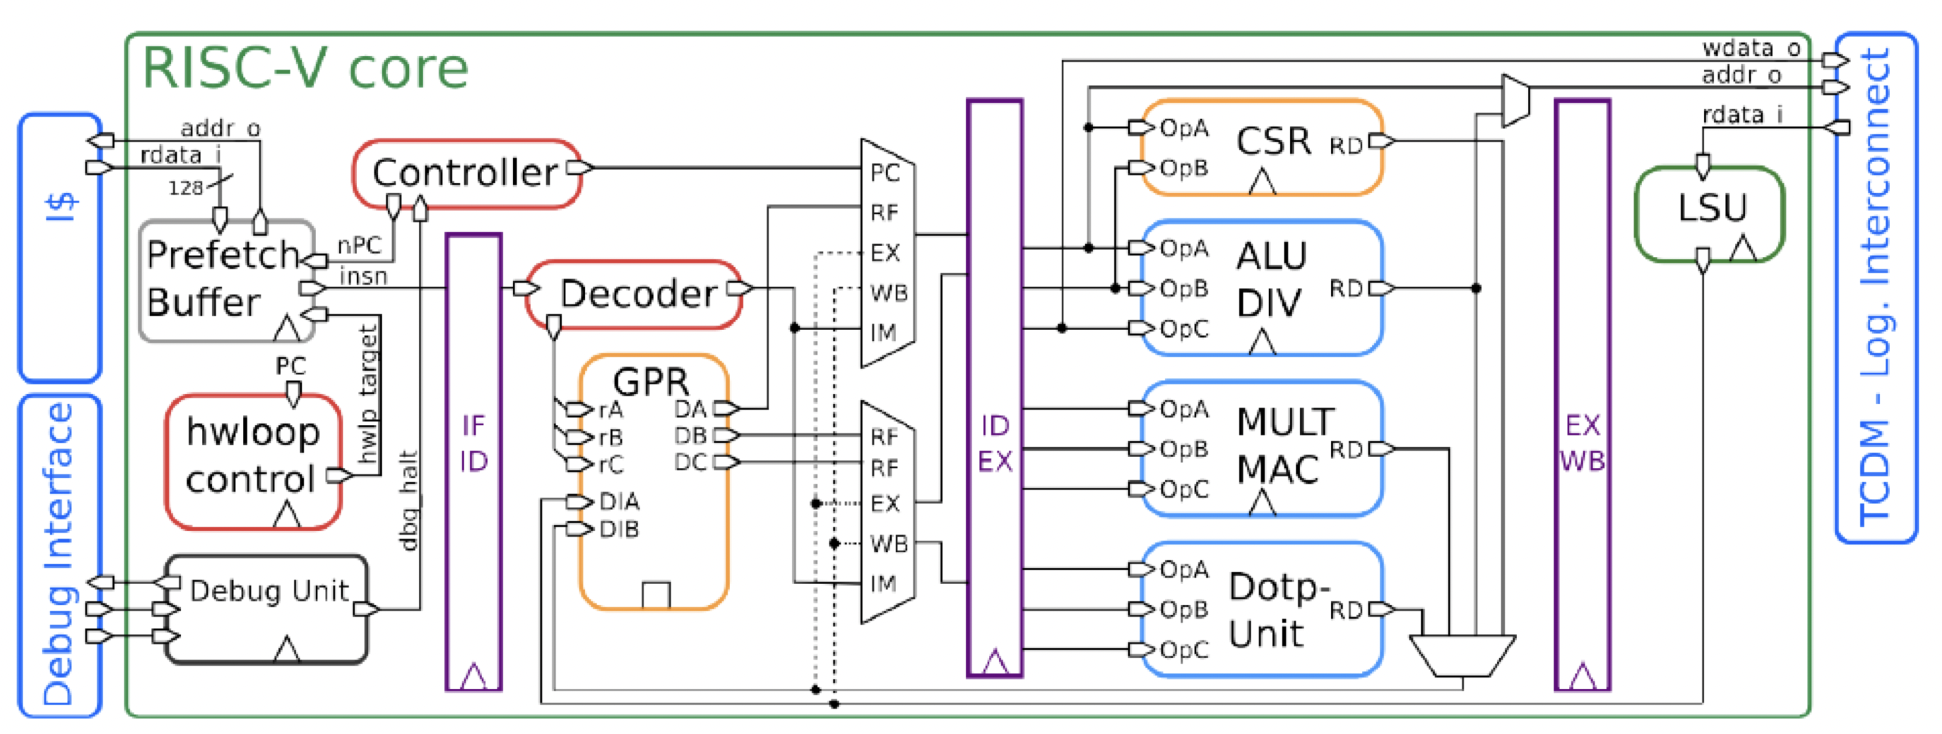 RISC-V core
wdata_o
addr_o
rdata_i
TCDM - Log. Interconnect
I$
addr_o
rdata_i
128
Controller
nPC
insn
Prefetch
Buffer
PC
hwloop
control
hwlp_target
dbg_halt
Debug Interface
Debug Unit
IF
ID
Decoder
GPR
rA
rB
rC
DIA
DIB
DA
DB
DC
PC
RF
EX
WB
IM
RF
RF
EX
WB
IM
ID
EX
OpA
OpB
CSR
RD
OpA
OpB
OpC
ALU
DIV
RD
OpA
OpB
OpC
MULT
MAC
RD
OpA
OpB
OpC
Dotp-
Unit
RD
EX
WB
LSU